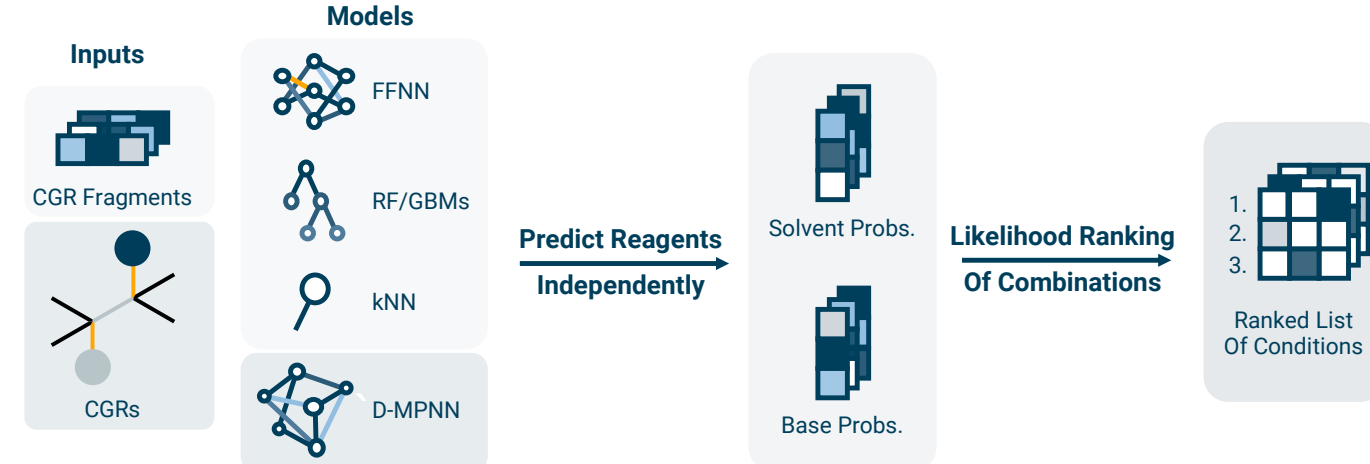 Inputs
CGR Fragments
CGRs
Models
FFNN
RF/GBMs
kNN
D-MPNN
Predict Reagents
Independently
Solvent Probs.
Base Probs.
Likelihood Ranking
Of Combinations
1.
2.
3.
Ranked List
Of Conditions